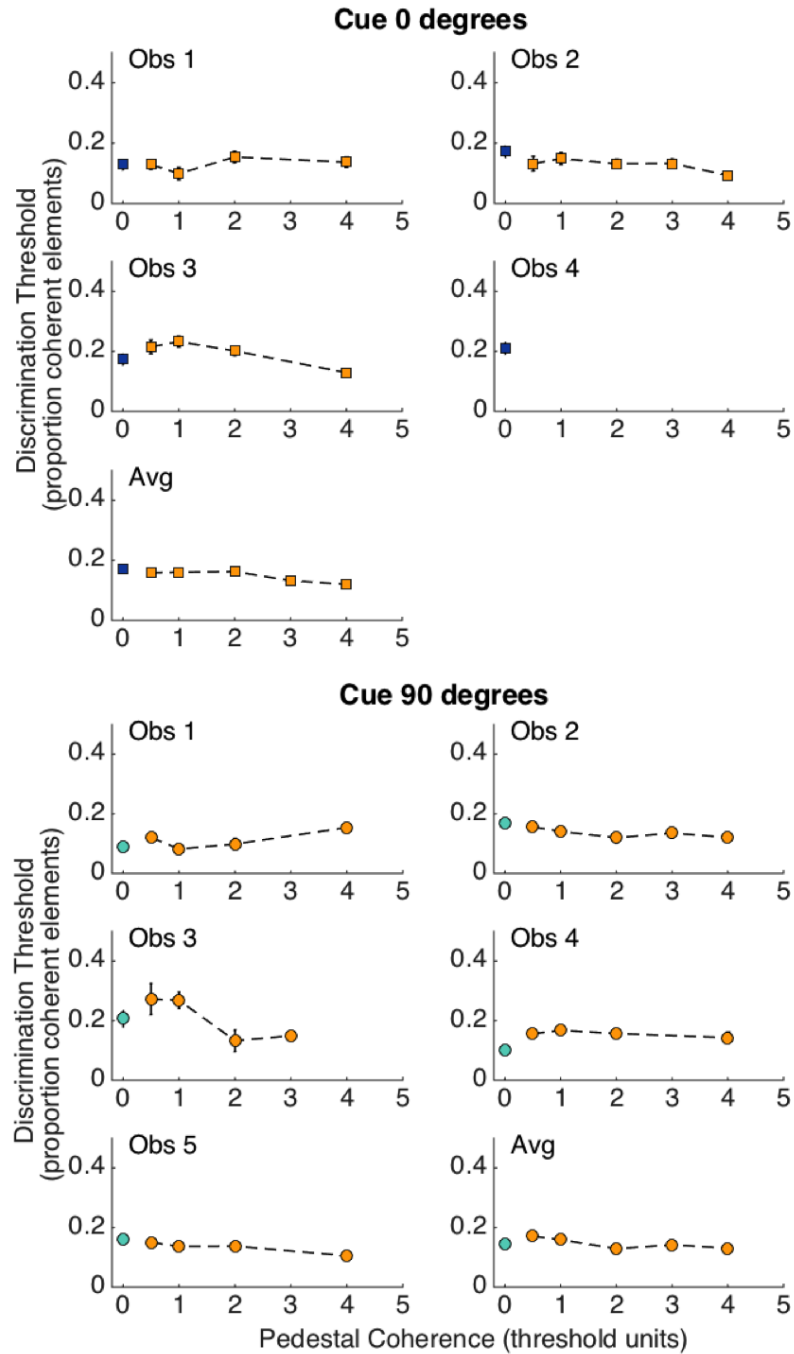 Cue 0 degrees
Obs 1
0.4
0.2
0
0 1 2 3 4 5
Obs 2
0.4
0.2
0
0 1 2 3 4 5
Discrimination Threshold
(proportion coherent elements)
Obs 3
0.4
0.2
0
0 1 2 3 4 5
Obs 4
0.4
0.2
0
0 1 2 3 4 5
Avg
0.4
0.2
0
0 1 2 3 4 5
Cue 90 degrees
Obs 1
0.4
0.2
0
0 1 2 3 4 5
Obs 2
0.4
0.2
0
0 1 2 3 4 5
Discrimination Threshold
(proportion coherent elements)
Obs 3
0.4
0.2
0
0 1 2 3 4 5
Obs 4
0.4
0.2
0
0 1 2 3 4 5
Obs 5
0.4
0.2
0
0 1 2 3 4 5
Avg
0.4
0.2
0
0 1 2 3 4 5
Pedestal Coherence (threshold units)